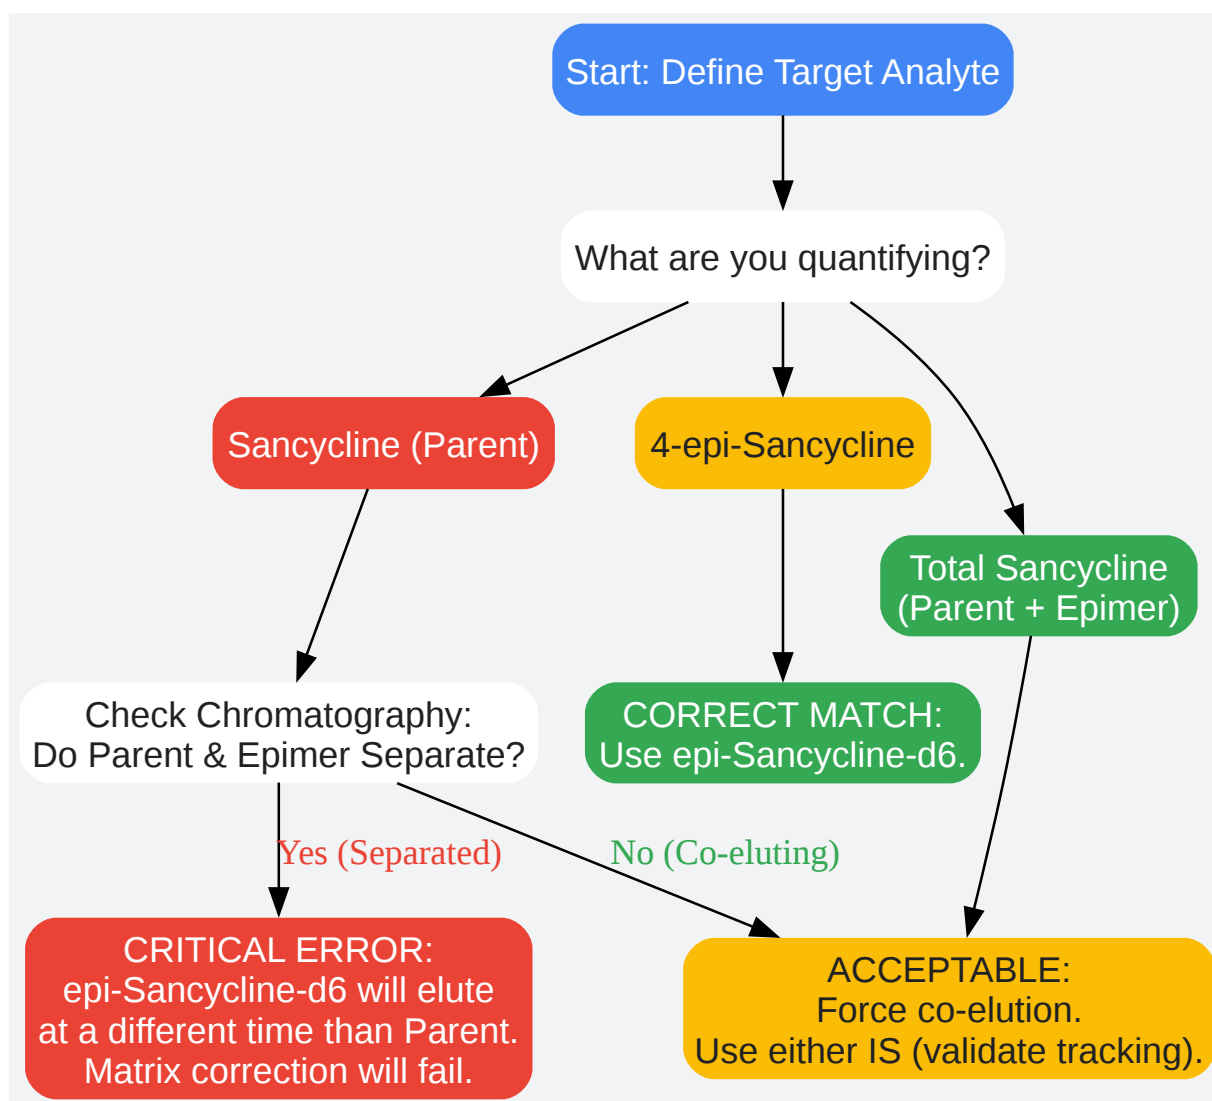 Start: Define Target Analyte
What are you quantifying?
Sancycline (Parent)
4-epi-Sancycline
Total Sancycline
(Parent + Epimer)
Check Chromatography:
Do Parent & Epimer Separate?
CORRECT MATCH:
Use epi-Sancycline-d6.
Yes (Separated)
No (Co-eluting)
CRITICAL ERROR:
epi-Sancycline-d6 will elute
at a different time than Parent.
Matrix correction will fail.
ACCEPTABLE:
Force co-elution.
Use either IS (validate tracking).